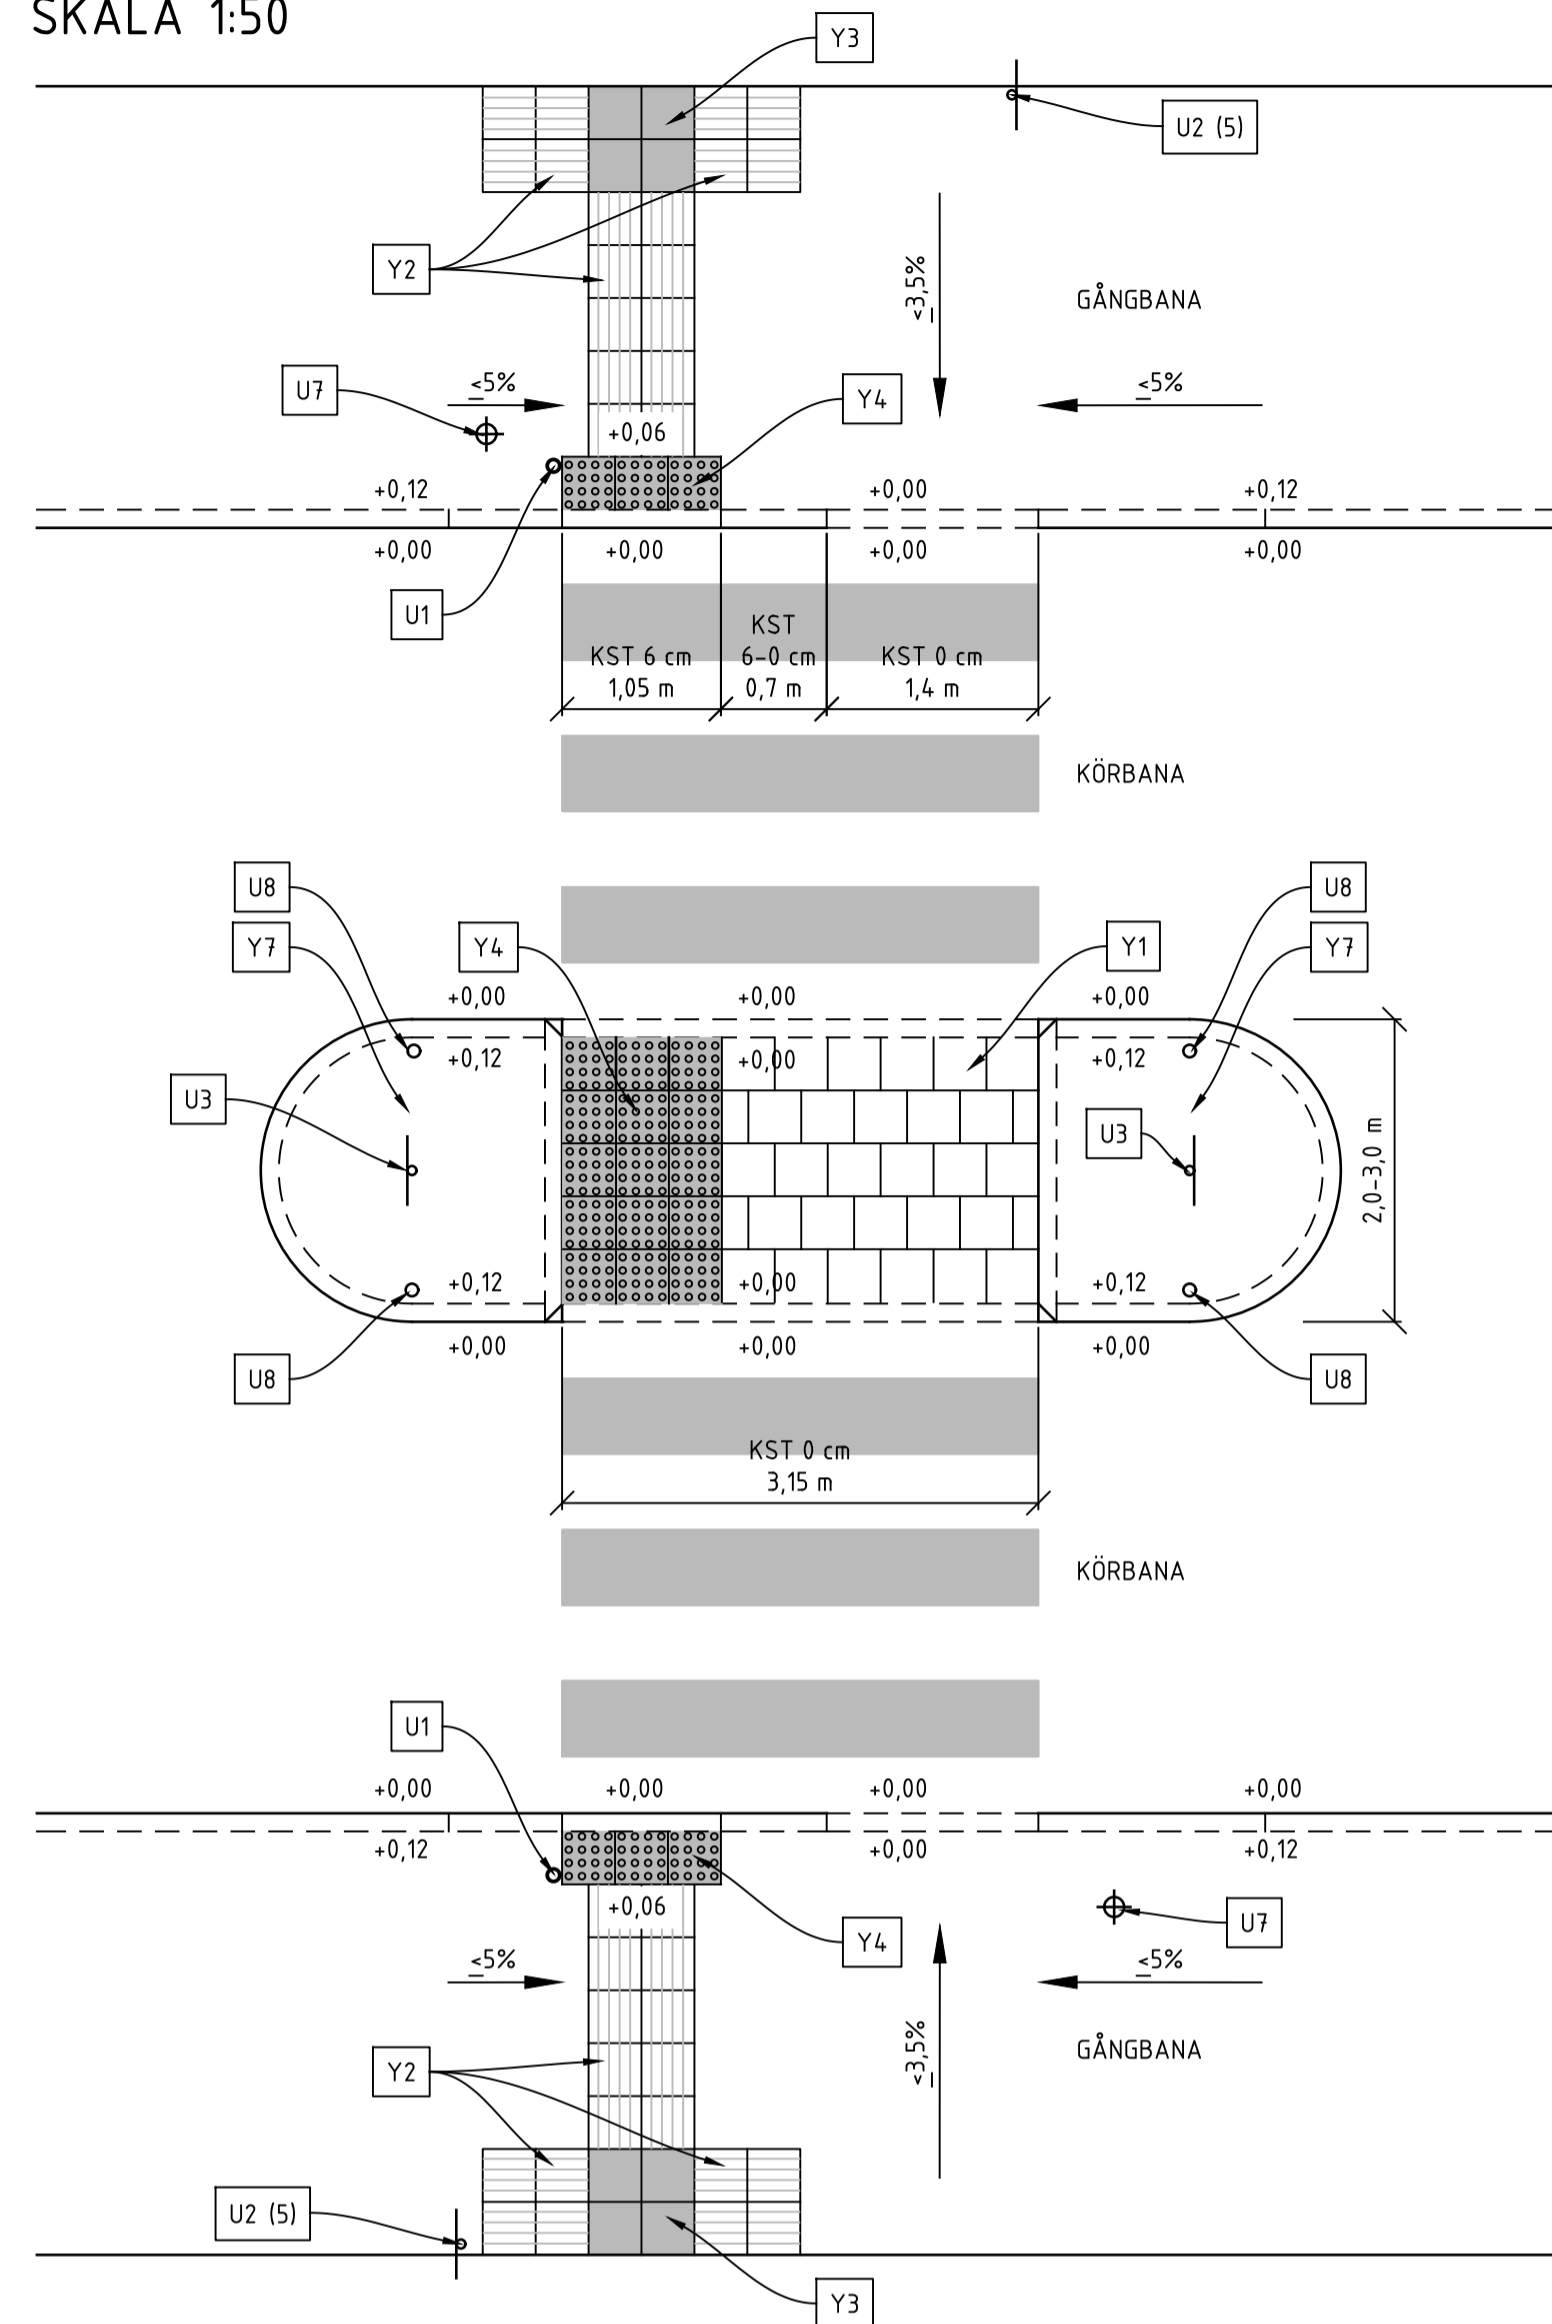 SKALA 1:50
Y3
U2 (5)
Y2
<3,5%
GÅNGBANA
U7
<5%
<5%
Y4
+0,06
+0,12
+0,00
+0,12
+0,00
+0,00
+0,00
+0,00
U1
KST
KST 6 cm
6-0 cm
KST 0 cm
1,05 m
0,7 m
1,4 m
KÖRBANA
U8
U8
Y7
Y4
Y1
Y7
+0,00
+0,00
+0,00
+0,12
+0,00
+0,12
U3
U3
2,0-3,0 m
+0,12
+0,00
+0,12
+0,00
+0,00
+0,00
U8
U8
KST 0 cm
3,15 m
KÖRBANA
U1
+0,00
+0,00
+0,00
+0,00
+0,12
+0,00
+0,12
+0,06
U7
Y4
<5%
<5%
<3,5%
GÅNGBANA
Y2
U2 (5)
Y3